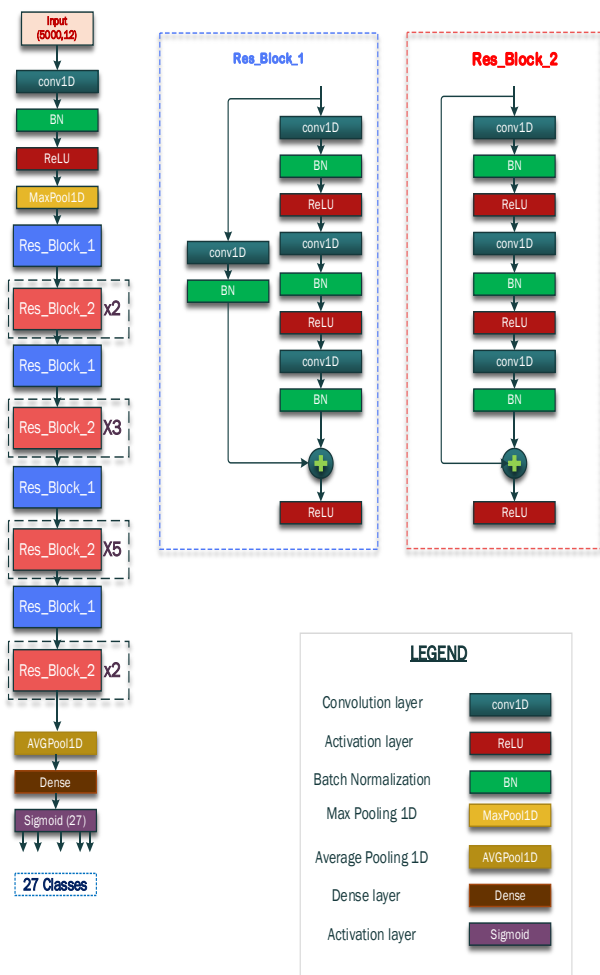 Input
(5000,12)
conv1D
BN
ReLU
MaxPool1D
Res_Block_1
Res_Block_2 x2
Res_Block_1
Res_Block_2 X3
Res_Block_1
Res_Block_2 X5
Res_Block_1
Res_Block_2 x2
AVGPool1D
Dense
Sigmoid (27)
27 Classes
Res_Block_1
conv1D
BN
ReLU
conv1D
BN
ReLU
conv1D
BN
ReLU
conv1D
BN
Res_Block_2
conv1D
BN
ReLU
conv1D
BN
ReLU
conv1D
BN
ReLU
LEGEND
Convolution layer conv1D
Activation layer ReLU
Batch Normalization BN
Max Pooling 1D MaxPool1D
Average Pooling 1D AVGPool1D
Dense layer Dense
Activation layer Sigmoid